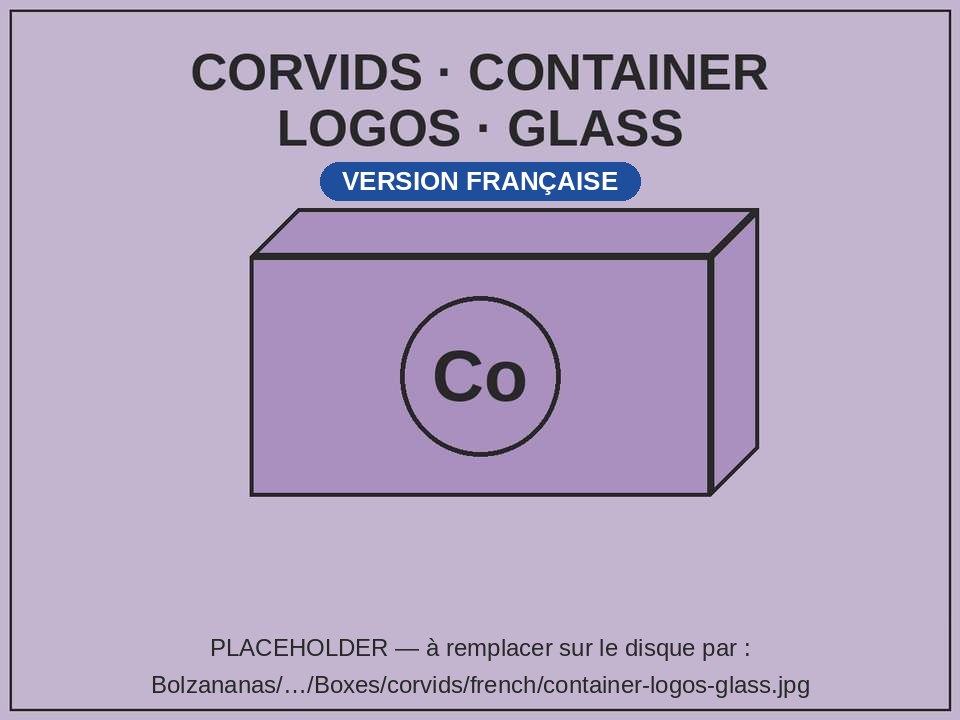 CORVIDS · CONTAINER
LOGOS · GLASS
VERSION FRANÇAISE
Co
PLACEHOLDER — à remplacer sur le disque par :
Bolzananas/…/Boxes/corvids/french/container-logos-glass.jpg